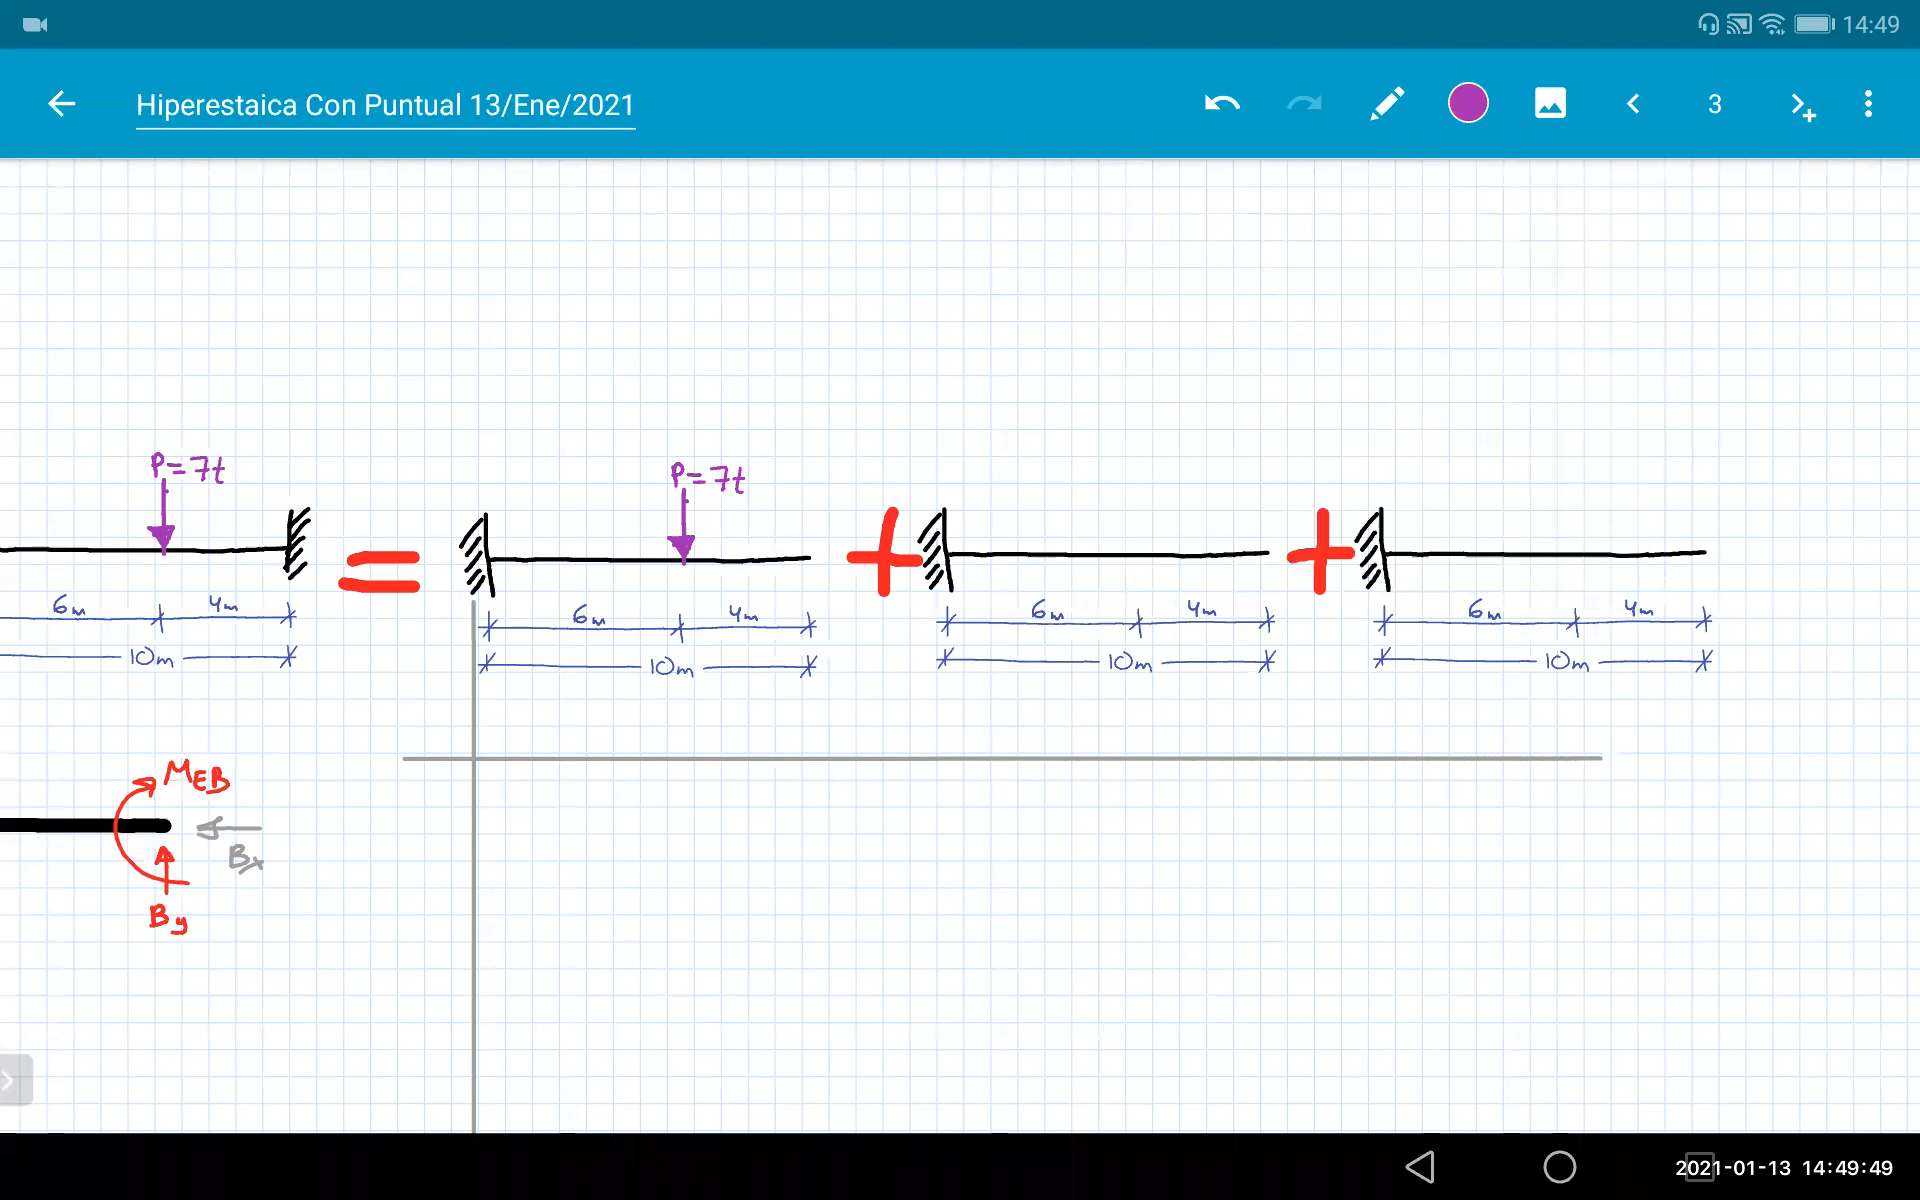 14:49
Hiperestaica Con Puntual 13/Ene/2021
3
P=7t
P=7t
6m 4m
6m 4m
6m 4m
6m 4m
10m
10m
10m
10m
MEB
Bx
By
2021-01-13 14:49:49